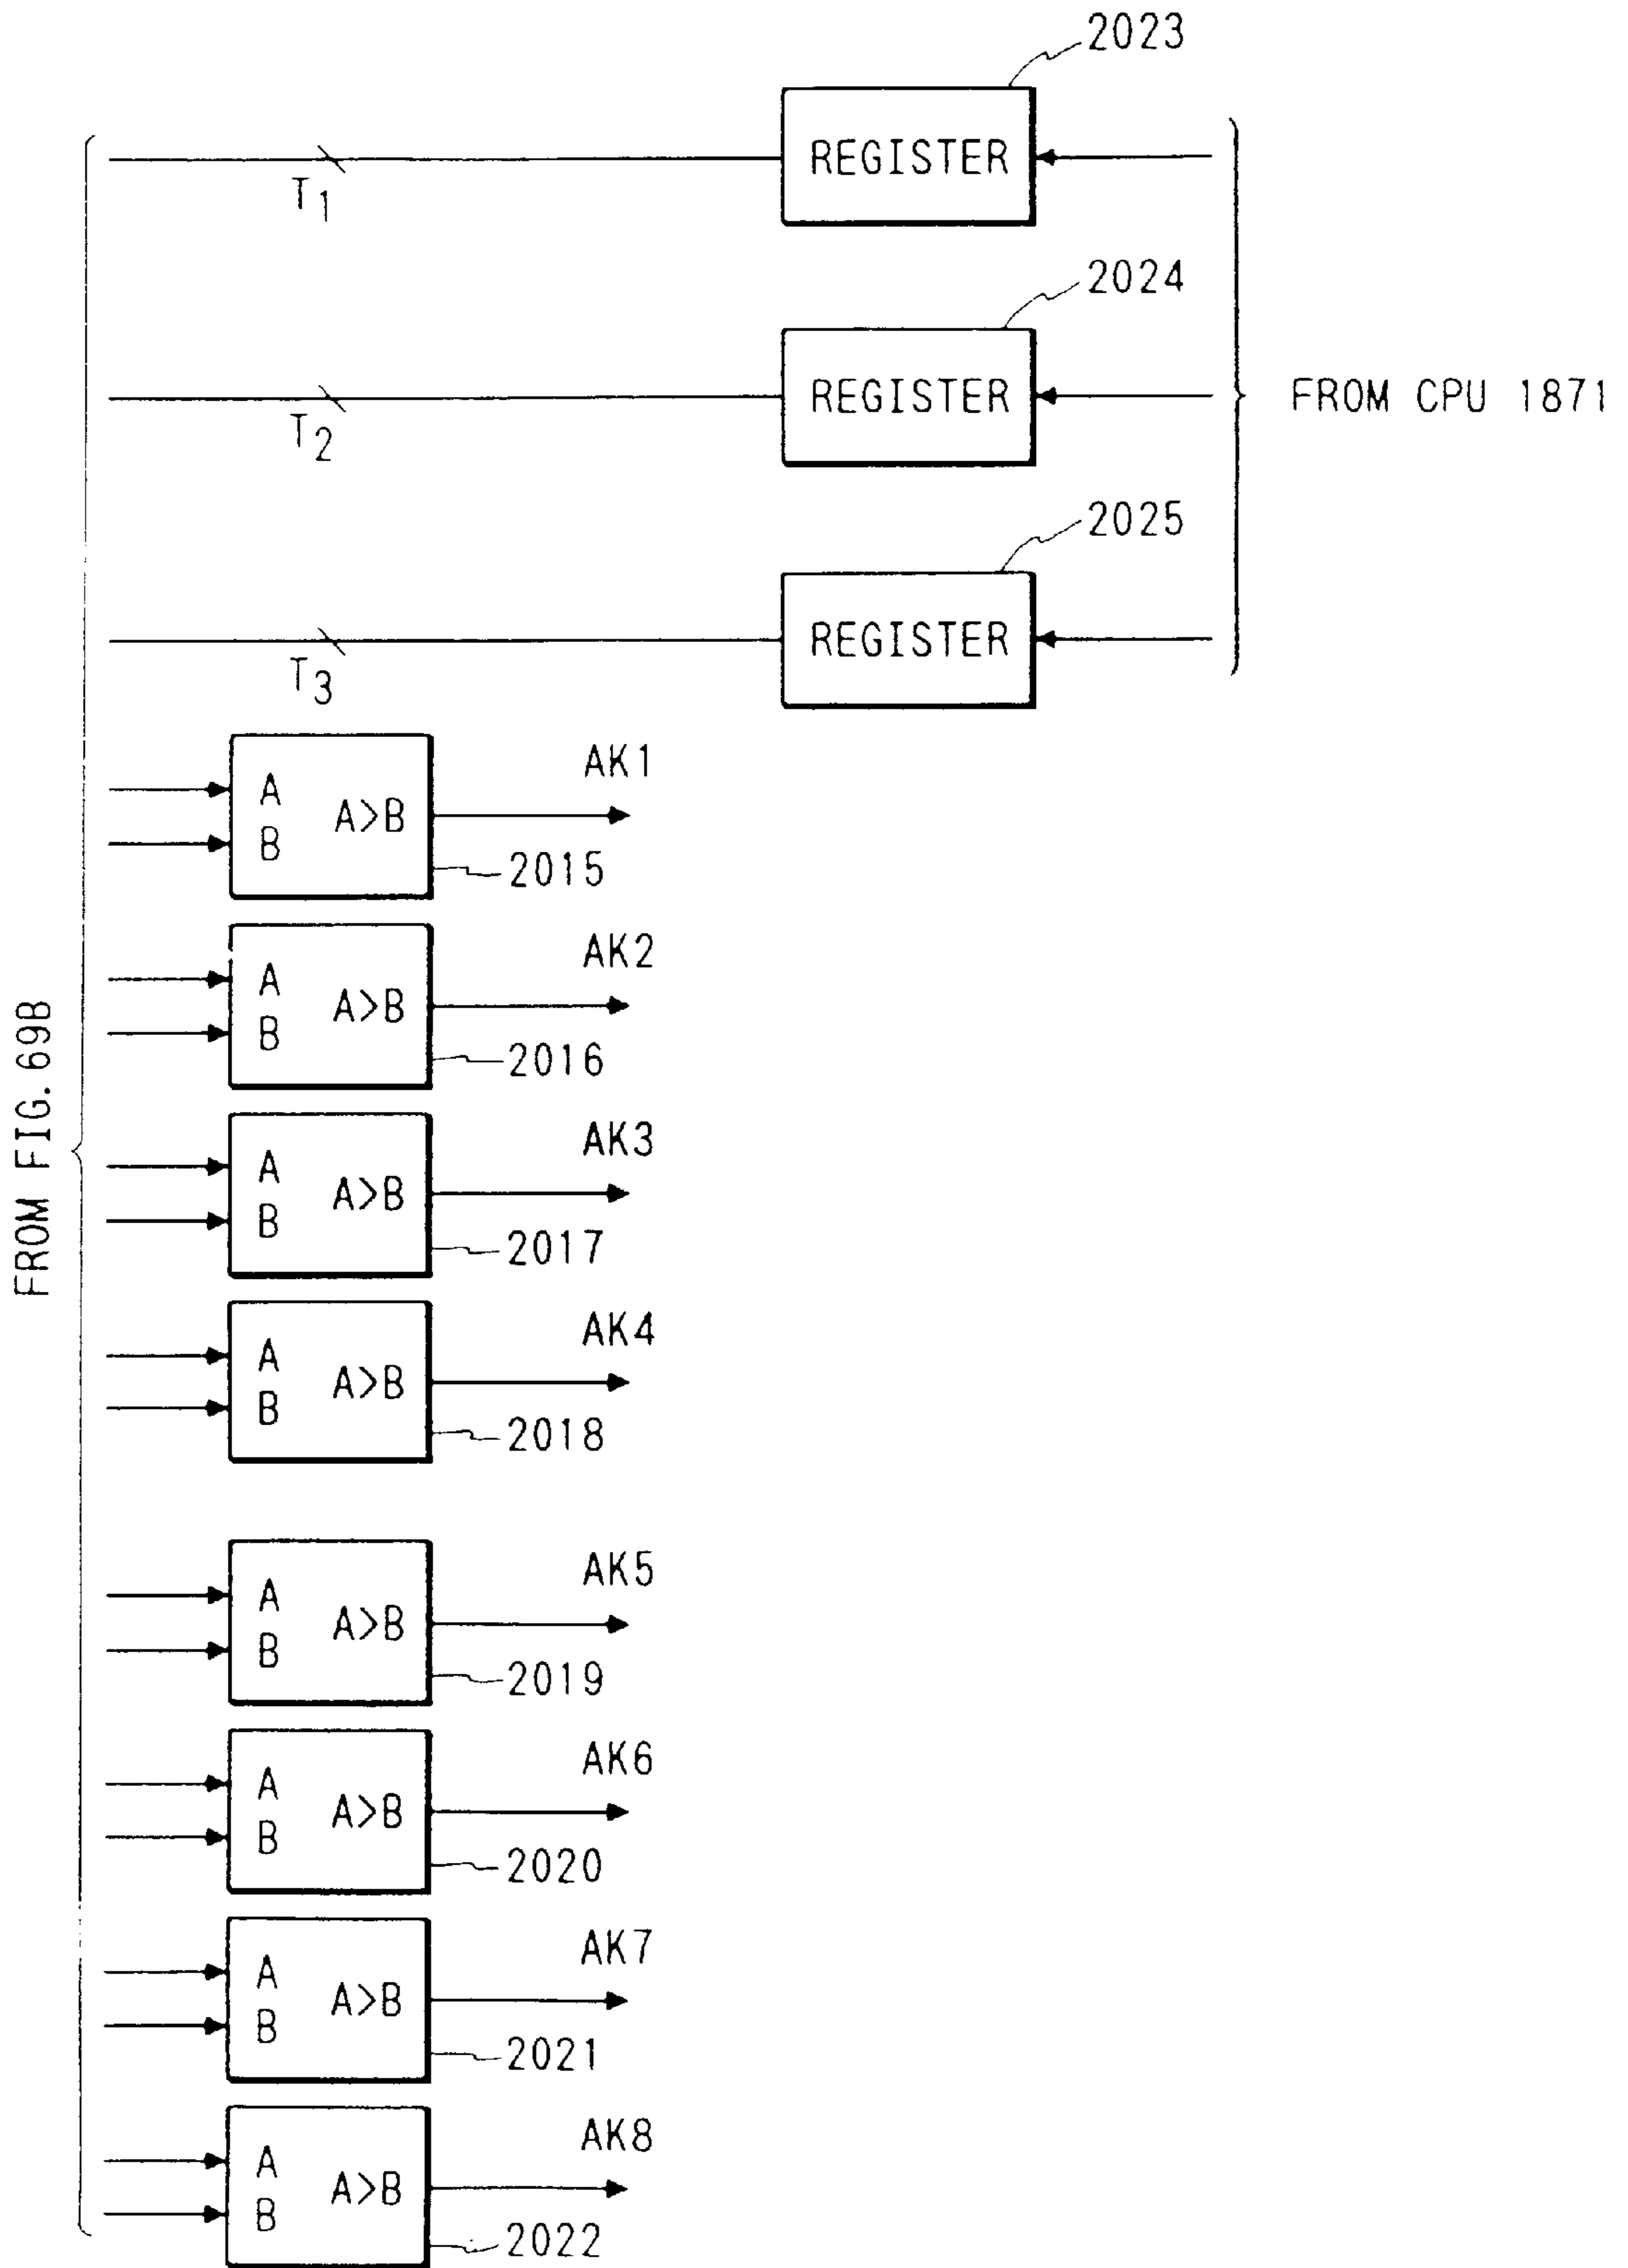 2023
REGISTER
T1
2024
REGISTER
T2
FROM CPU 1871
2025
REGISTER
T3
AK1
A
A>B
B
2015
AK2
A
A>B
B
2016
FROM FIG. 69B
AK3
A
A>B
B
2017
AK4
A
A>B
B
2018
AK5
A
A>B
B
2019
AK6
A
A>B
B
2020
AK7
A
A>B
B
2021
AK8
A
A>B
B
2022